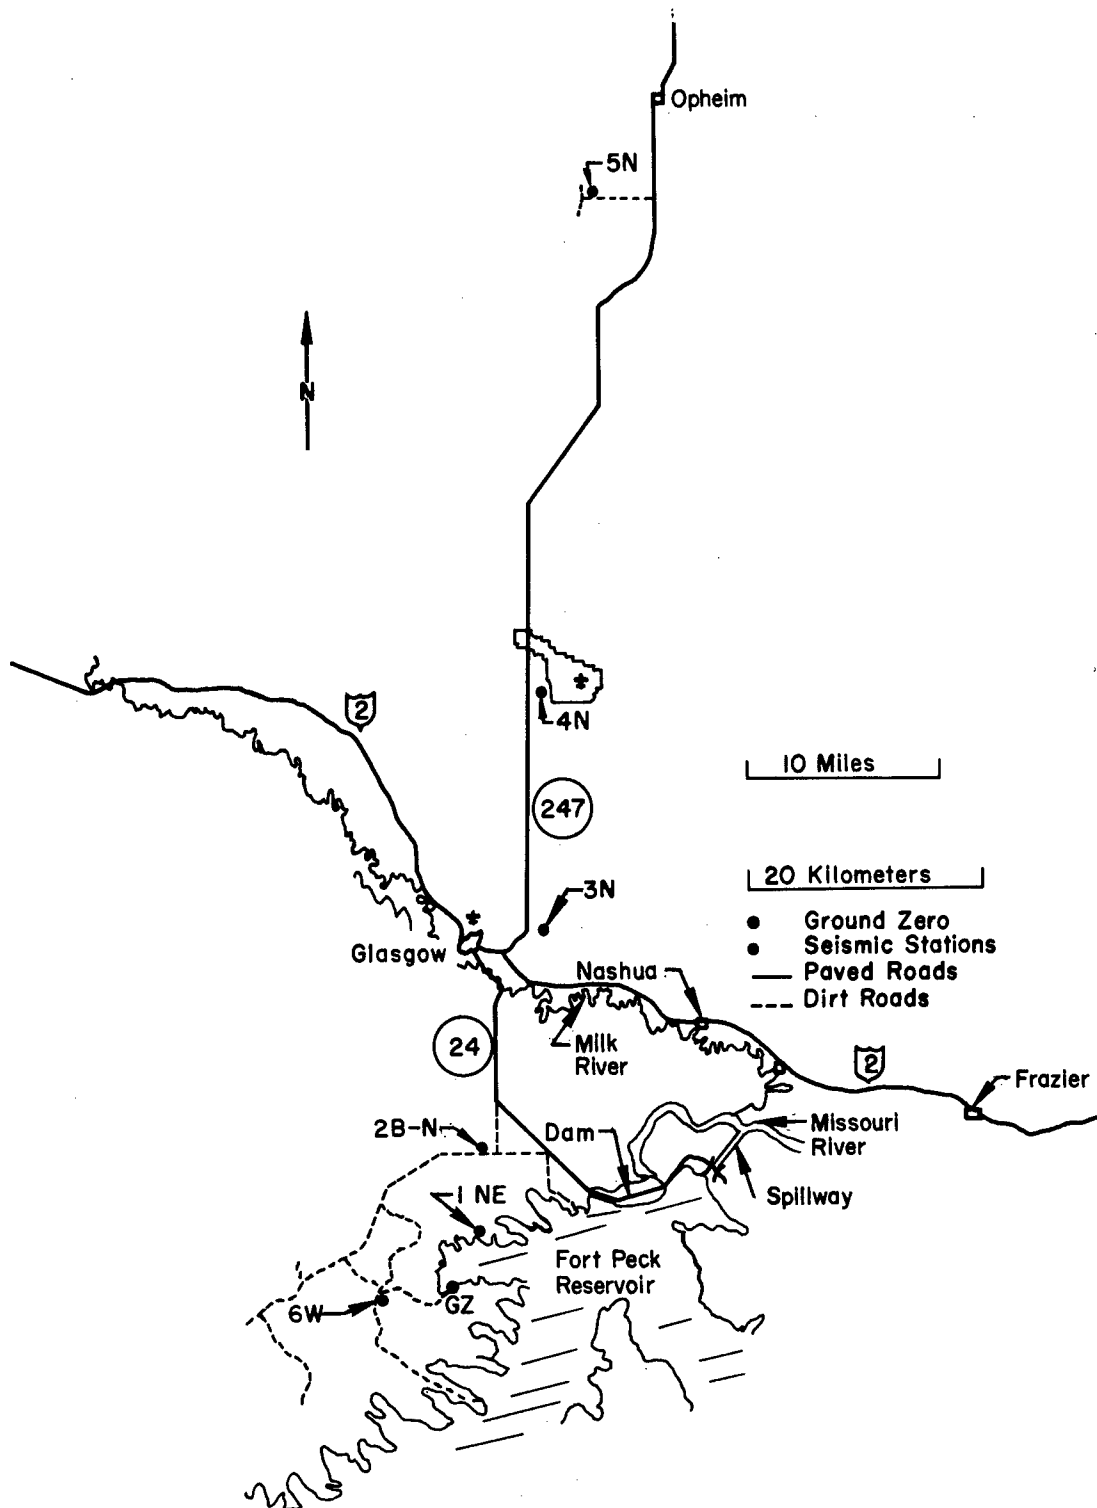 Opheim
5N
N
2
4N
10 Miles
247
20 Kilometers
3N
Ground Zero
Seismic Stations
Glasgow
Nashua
Paved Roads
Dirt Roads
24
Milk
River
2
Frazier
2B-N
Dam
Missouri
River
1 NE
Spillway
Fort Peck
Reservoir
6W
GZ